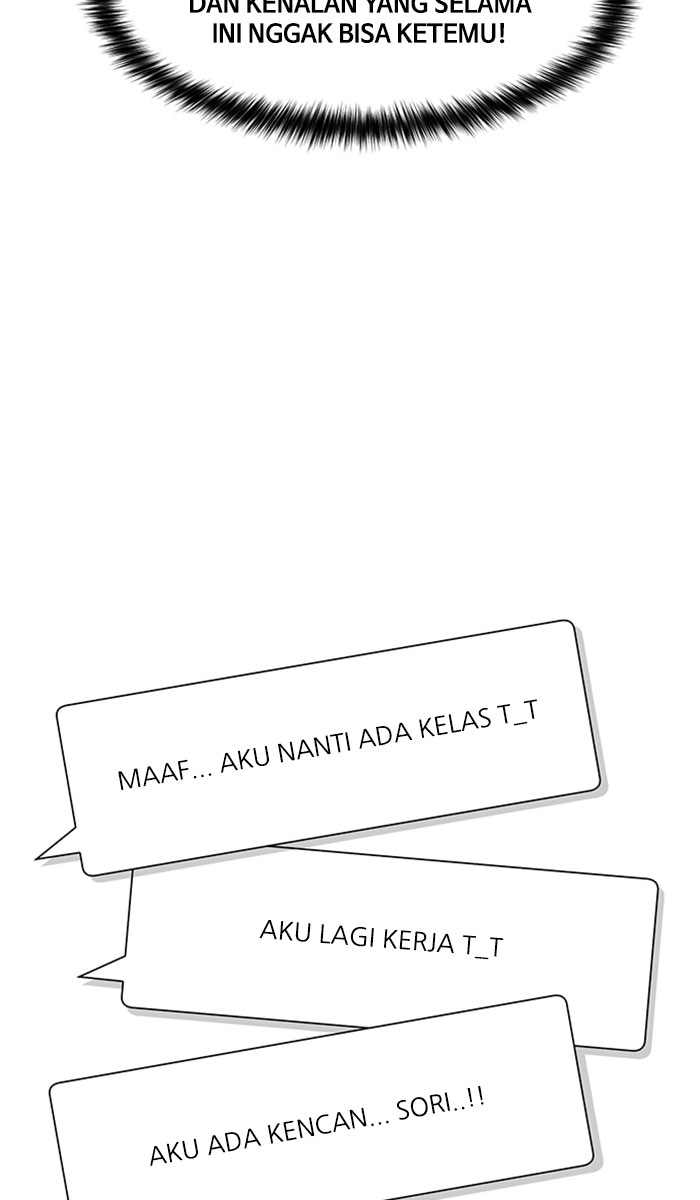 DAN KENALAN YANG SELAMA
INI NGGAK BISA KETEMU!
MAAF... AKU NANTI ADA KELAS T_T
AKU LAGI KERJA T_T
AKU ADA KENCAN... SORI..!!